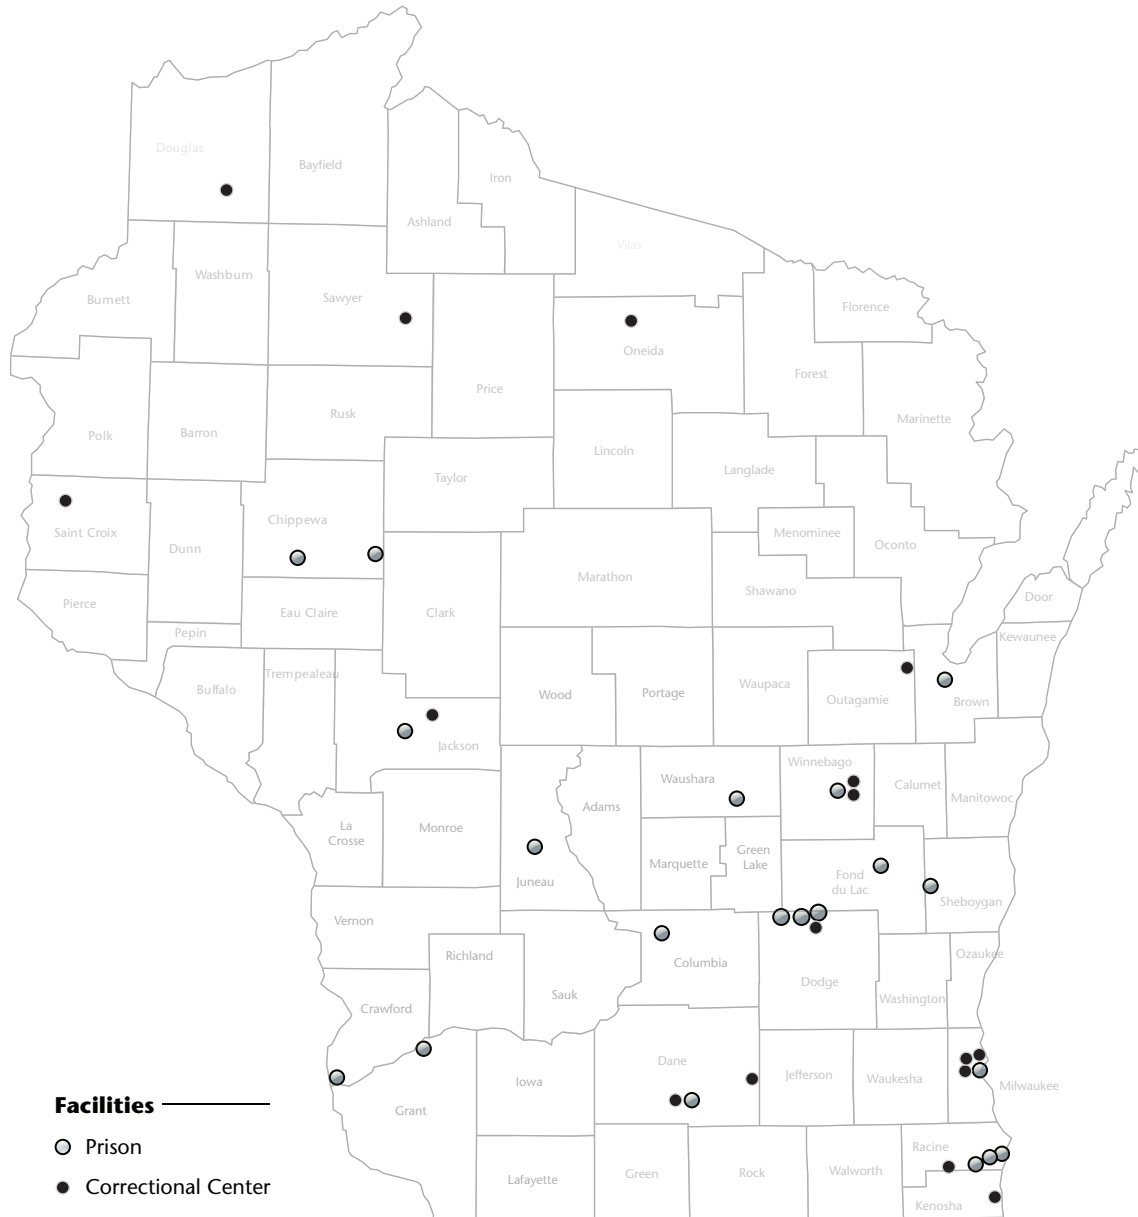 Douglas
Bayfield
Iron
Ashland
Vilas
Washburn
Burnett
Sawyer
Florence
Oneida
Forest
Price
Rusk
Marinette
Polk
Barron
Lincoln
Langlade
Taylor
Chippewa
Saint Croix
Menominee
Dunn
Oconto
Marathon
Shawano
Pierce
Eau Claire
Clark
Door
Pepin
Kewaunee
Trempealeau
Buffalo
Wood
Portage
Waupaca
Outagamie
Brown
Jackson
Winnebago
Waushara
Calumet
Manitowoc
Adams
La
Crosse
Monroe
Green
Lake
Marquette
Juneau
Fond
du Lac
Sheboygan
Vernon
Richland
Ozaukee
Columbia
Dodge
Sauk
Washington
Crawford
Dane
Iowa
Jefferson
Waukesha
Milwaukee
Grant
Racine
Lafayette
Green
Rock
Walworth
Kenosha
Facilities
Prison
Correctional Center